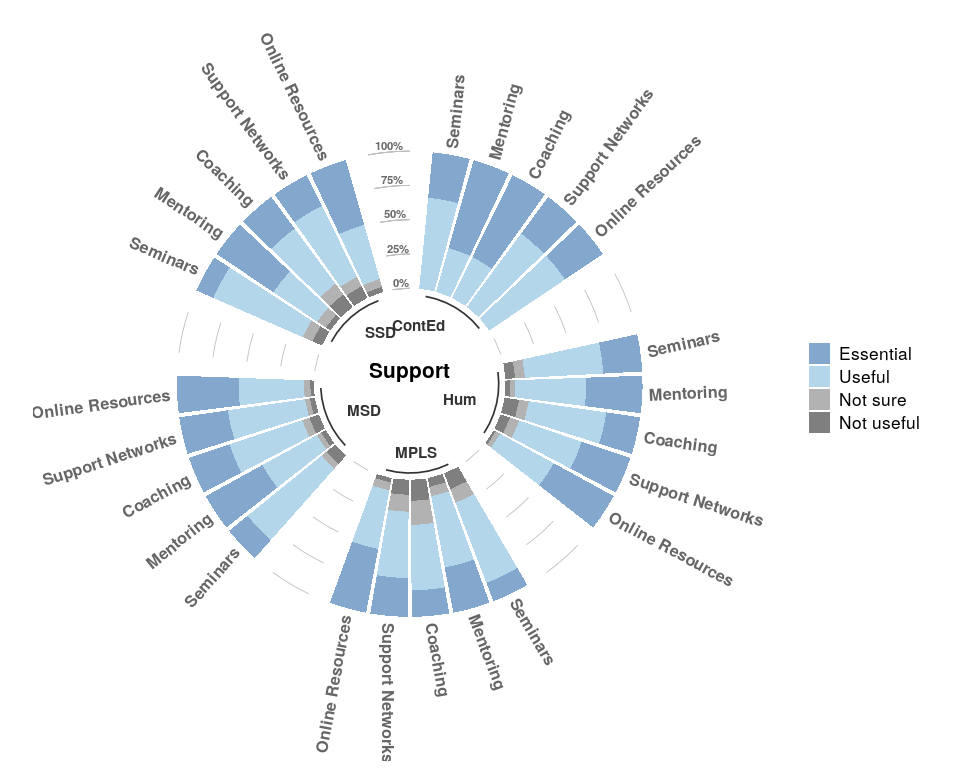 Seminars
Mentoring
Coaching
Support Networks
Online Resources
Seminars
Mentoring
Coaching
Support Networks
Online Resources
Seminars
Mentoring
Coaching
Support Networks
Online Resources
Seminars
Mentoring
Coaching
Support Networks
Online Resources
Seminars
Mentoring
Coaching
Support Networks
Online Resources
100%
75%
50%
25%
0%
ContEd
Hum
MPLS
MSD
SSD
Support
Essential
Useful
Not sure
Not useful